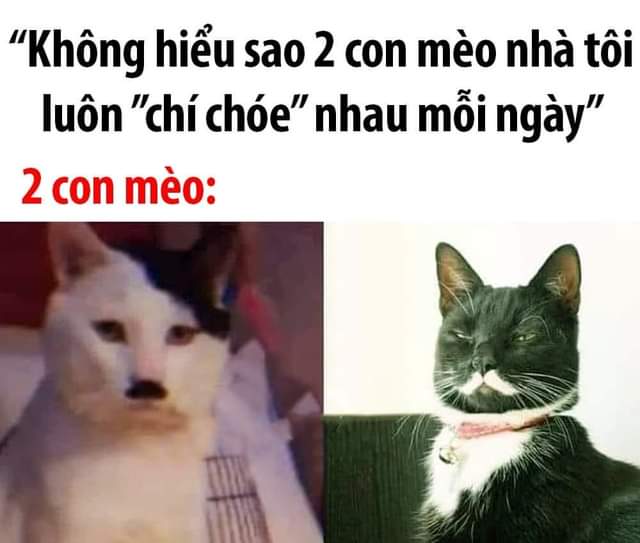 “Không hiểu sao 2 con mèo nhà tôi
luôn ”chí chóe” nhau mỗi ngày”
2 con mèo: